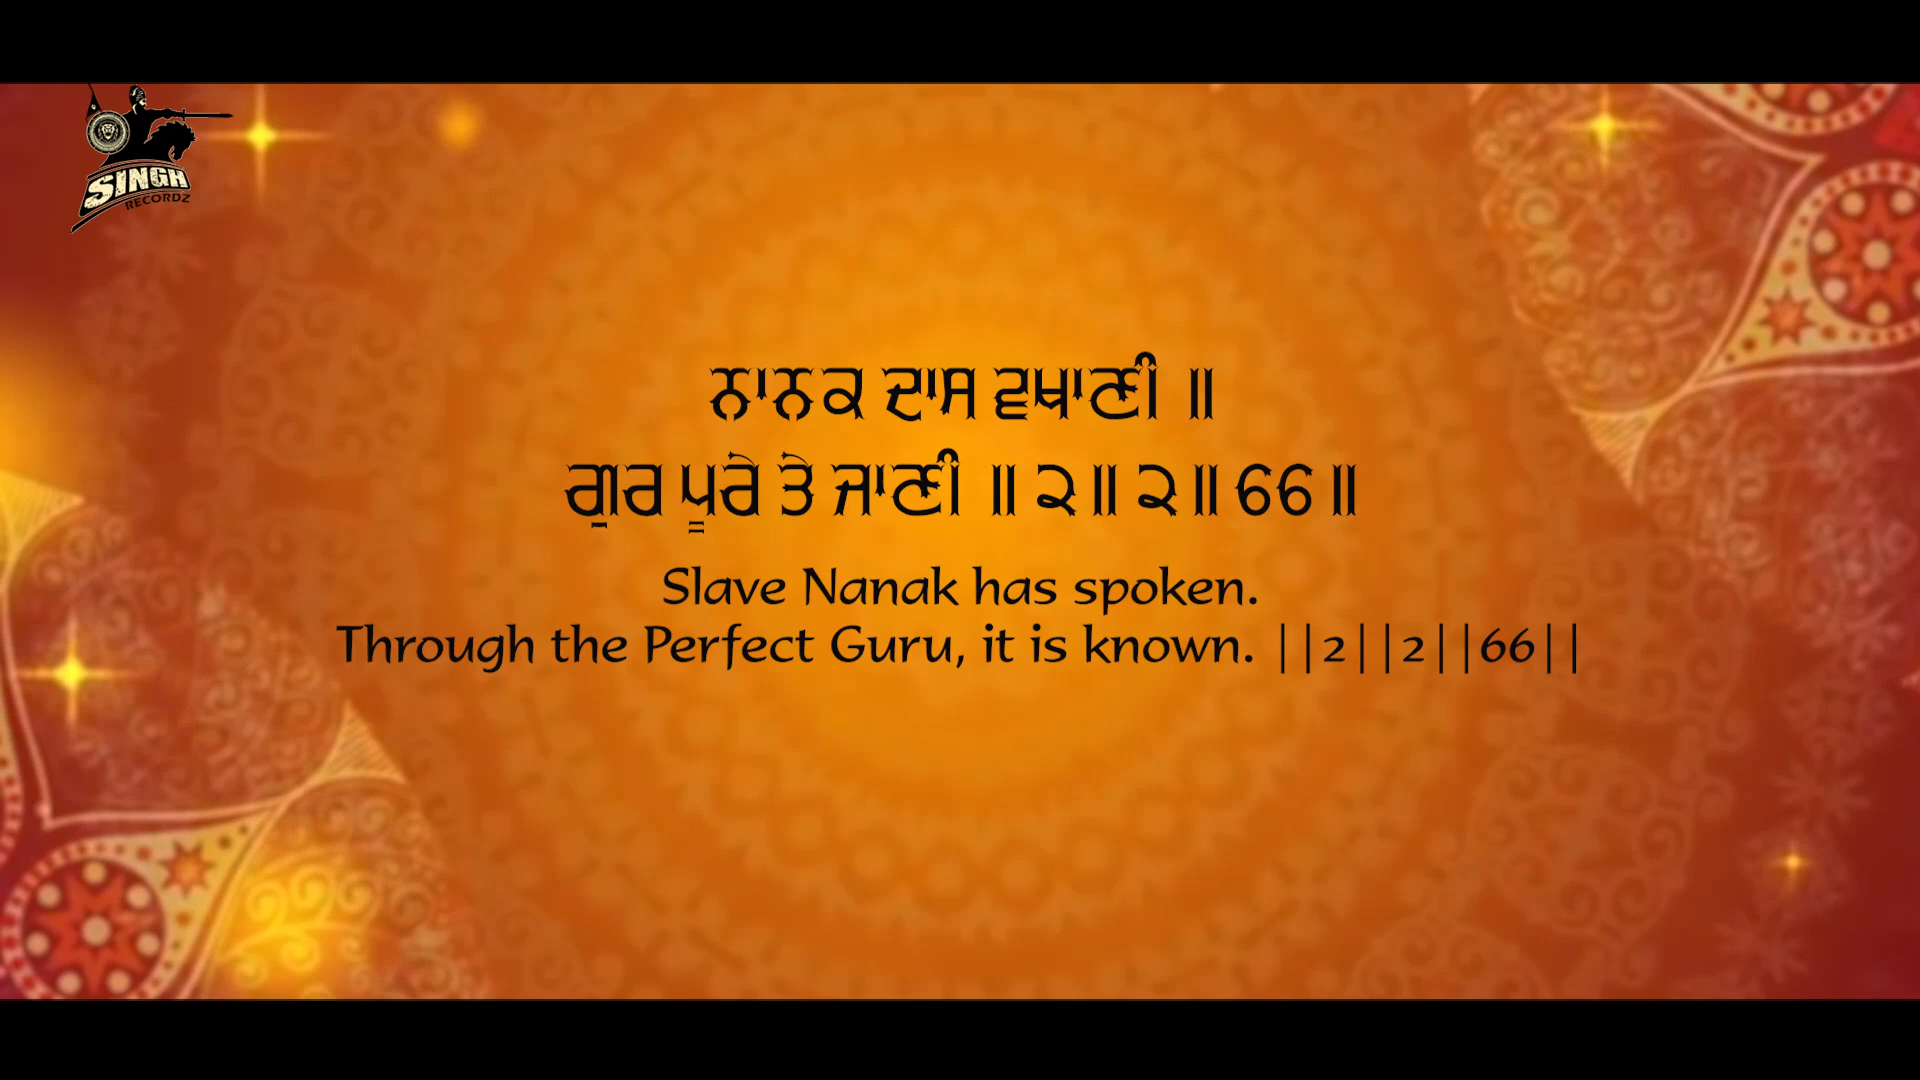 SINGH
RECORDZ
ਨਾਨਕ ਦਾਸ ਵਖਾਣੀ ॥
ਗੁਰ ਪੂਰੇ ਤੇ ਜਾਣੀ ॥੨॥੨॥੬੬॥
Slave Nanak has spoken.
Through the Perfect Guru, it is known. ||2||2||66||